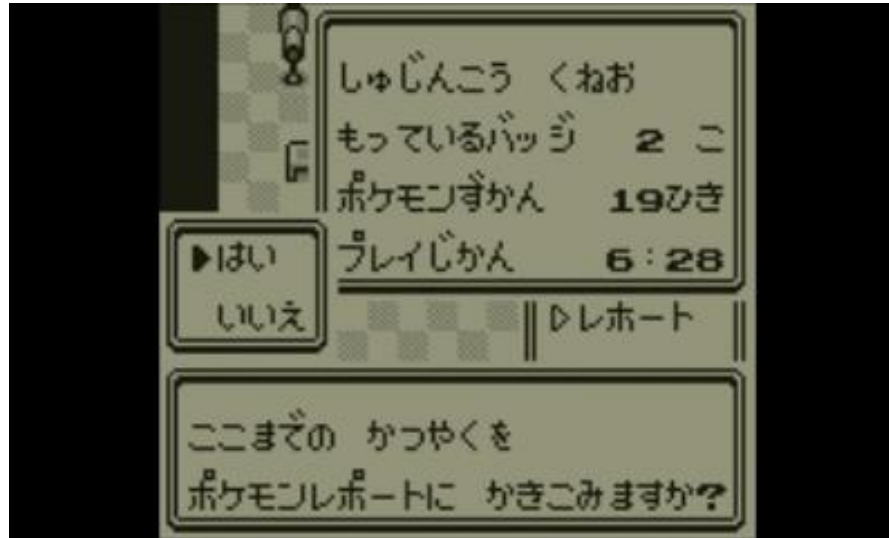 しゅじんこう くねお
もっているバッジ 2 こ
ポケモンずかん 19ひき
プレイじかん 6:28
▶はい
いいえ
▷レポート
ここまでの かつやくを
ポケモンレポートに かきこみますか?